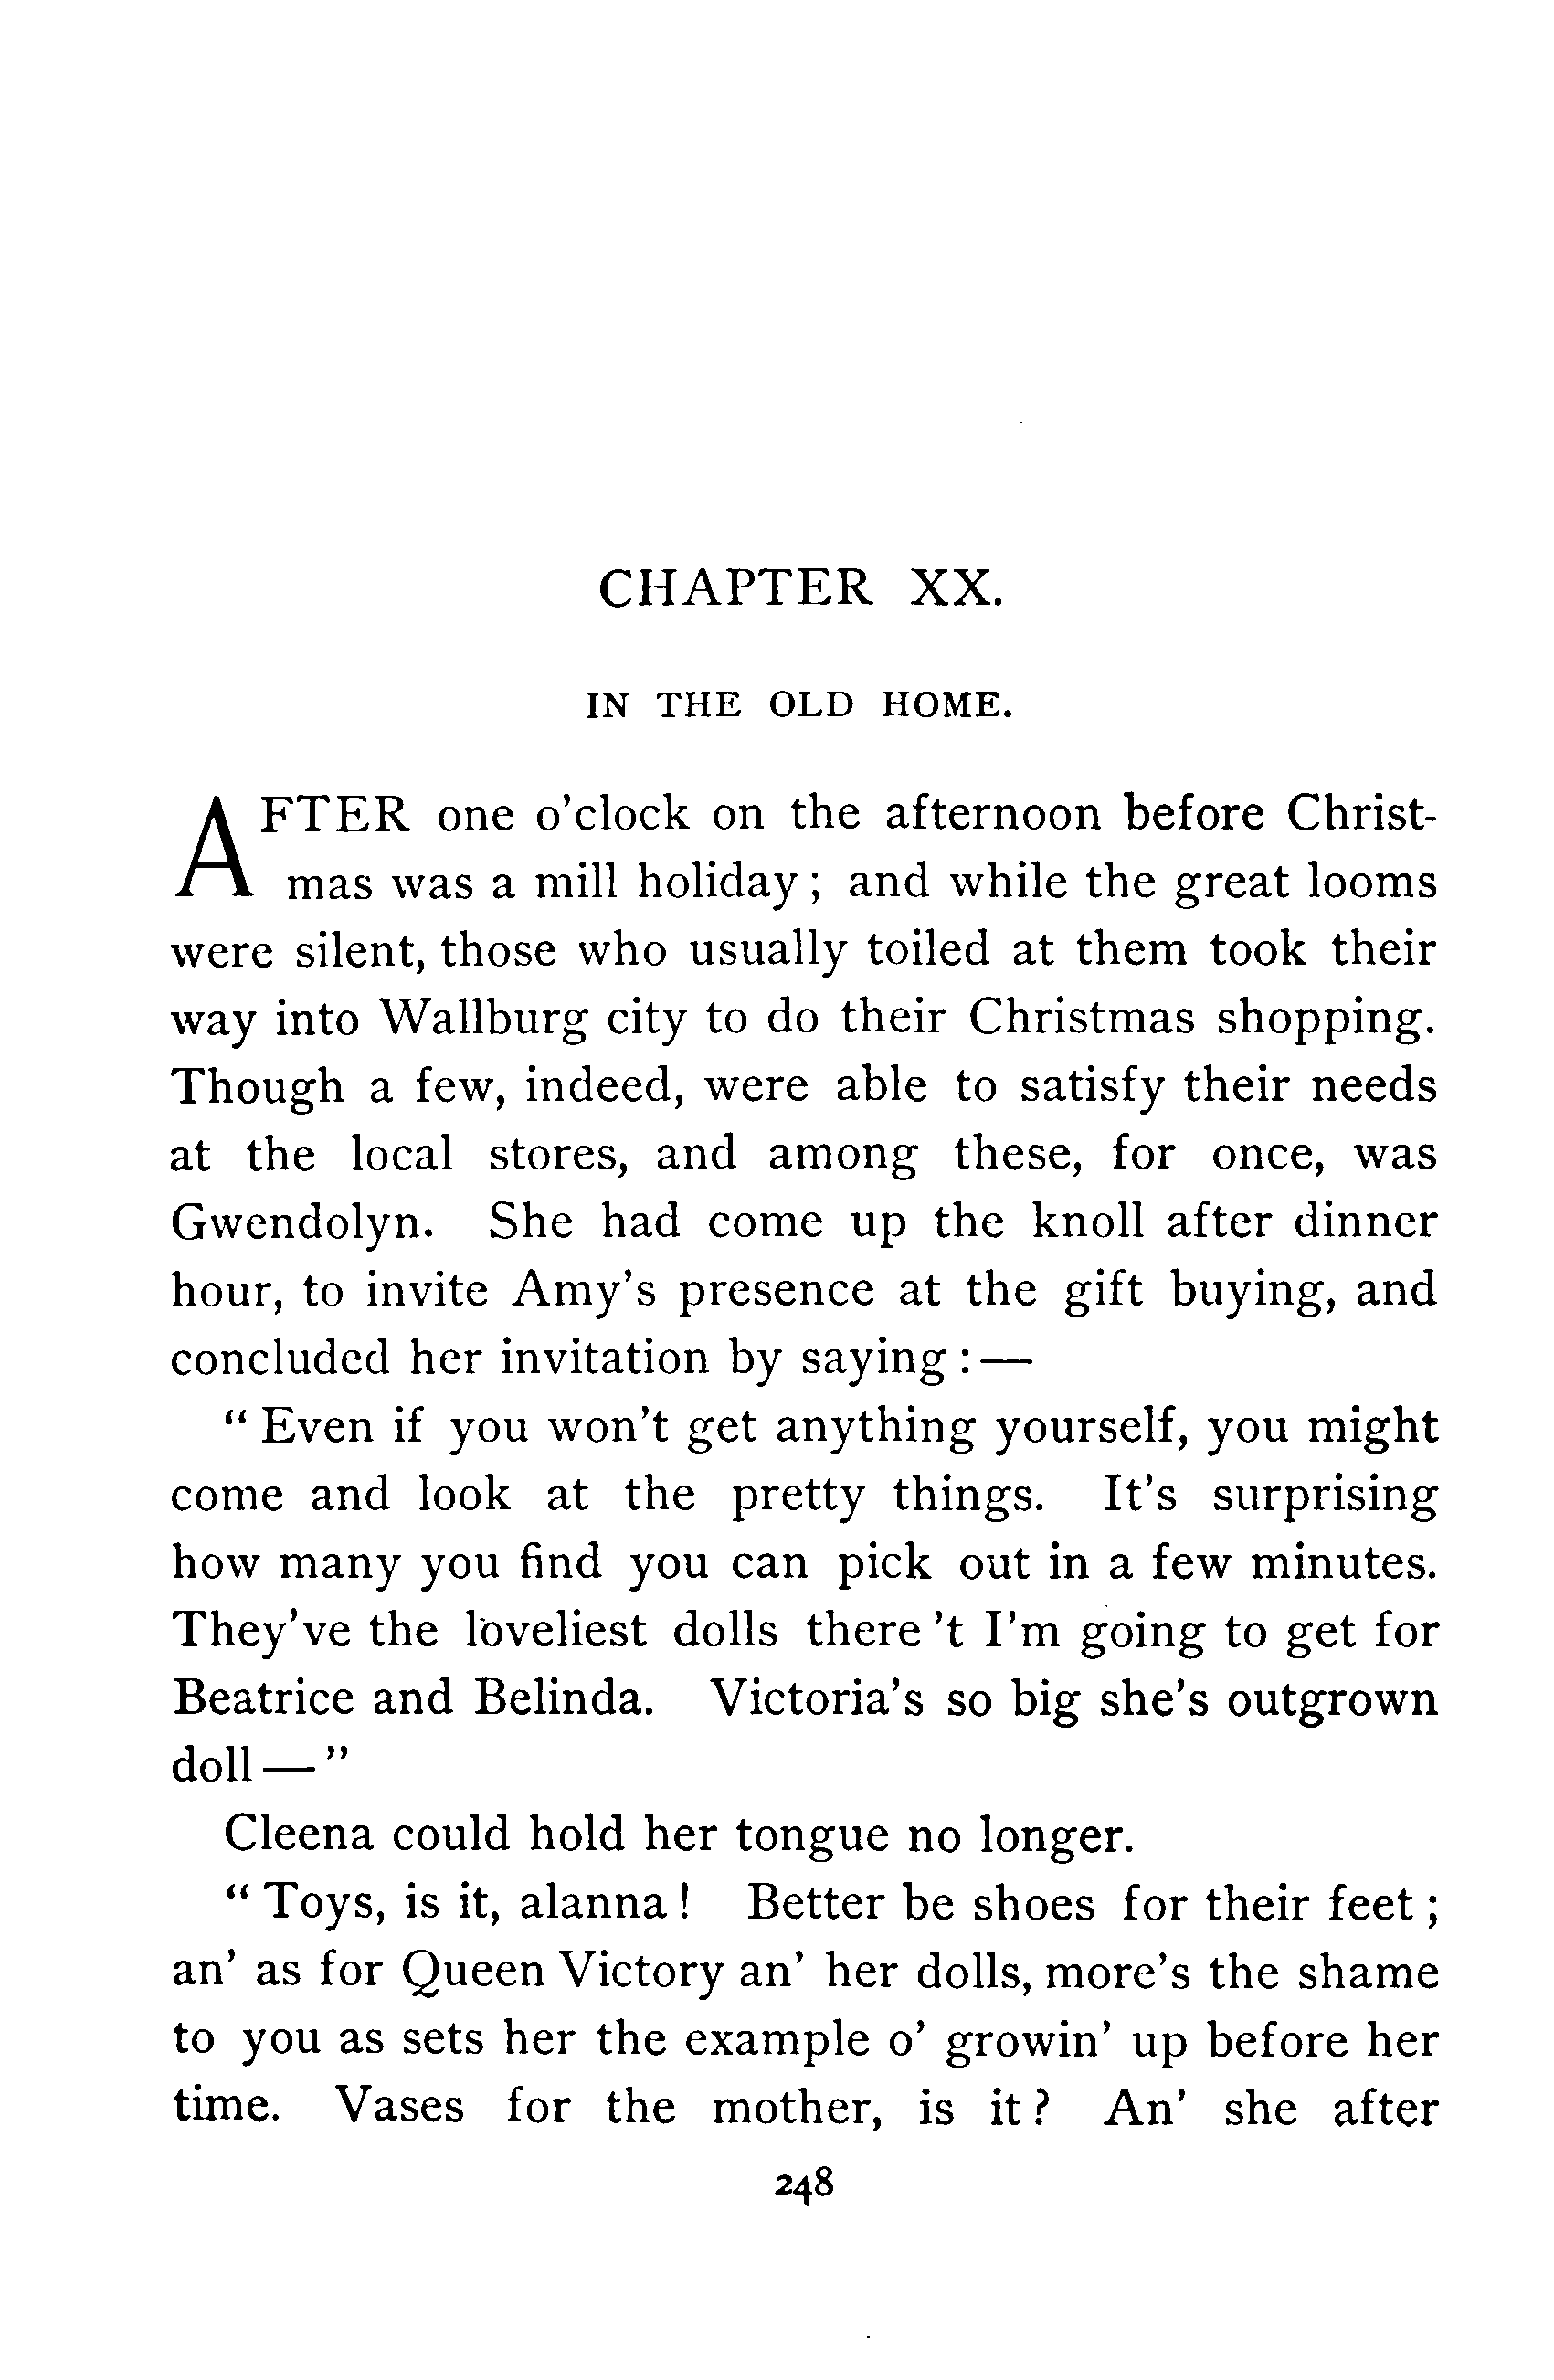 CHAPTER XX.
IN THE OLD HOME.
AFTER one o'clock on the afternoon before Christ-
mas was a mill holiday; and while the great looms
were silent, those who usually toiled at them took their
way into Wallburg city to do their Christmas shopping.
Though a few, indeed, were able to satisfy their needs
at the local stores, and among these, for once, was
Gwendolyn. She had come up the knoll after dinner
hour, to invite Amy's presence at the gift buying, and
concluded her invitation by saying:—
"Even if you won't get anything yourself, you might
come and look at the pretty things. It's surprising
how many you find you can pick out in a few minutes.
They've the loveliest dolls there 't I'm going to get for
Beatrice and Belinda. Victoria's so big she's outgrown
doll—"
Cleena could hold her tongue no longer.
"Toys, is it, alanna! Better be shoes for their feet;
an' as for Queen Victory an' her dolls, more's the shame
to you as sets her the example o' growin' up before her
time. Vases for the mother, is it? An' she after
248